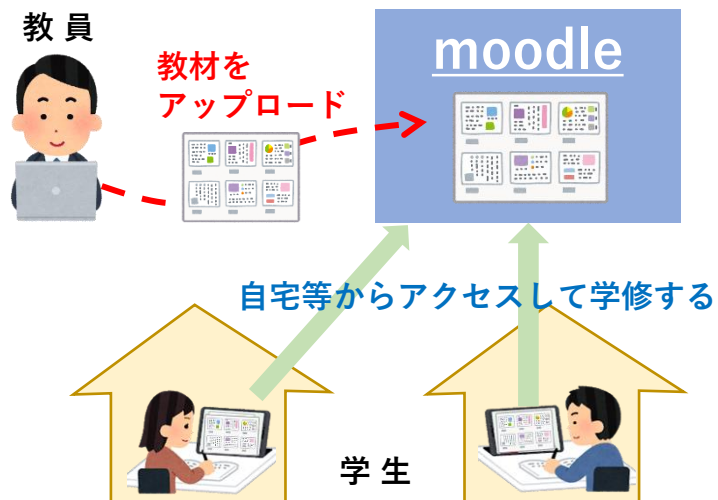 教 員
教材を
アップロード
moodle
自宅等からアクセスして学修する
学 生